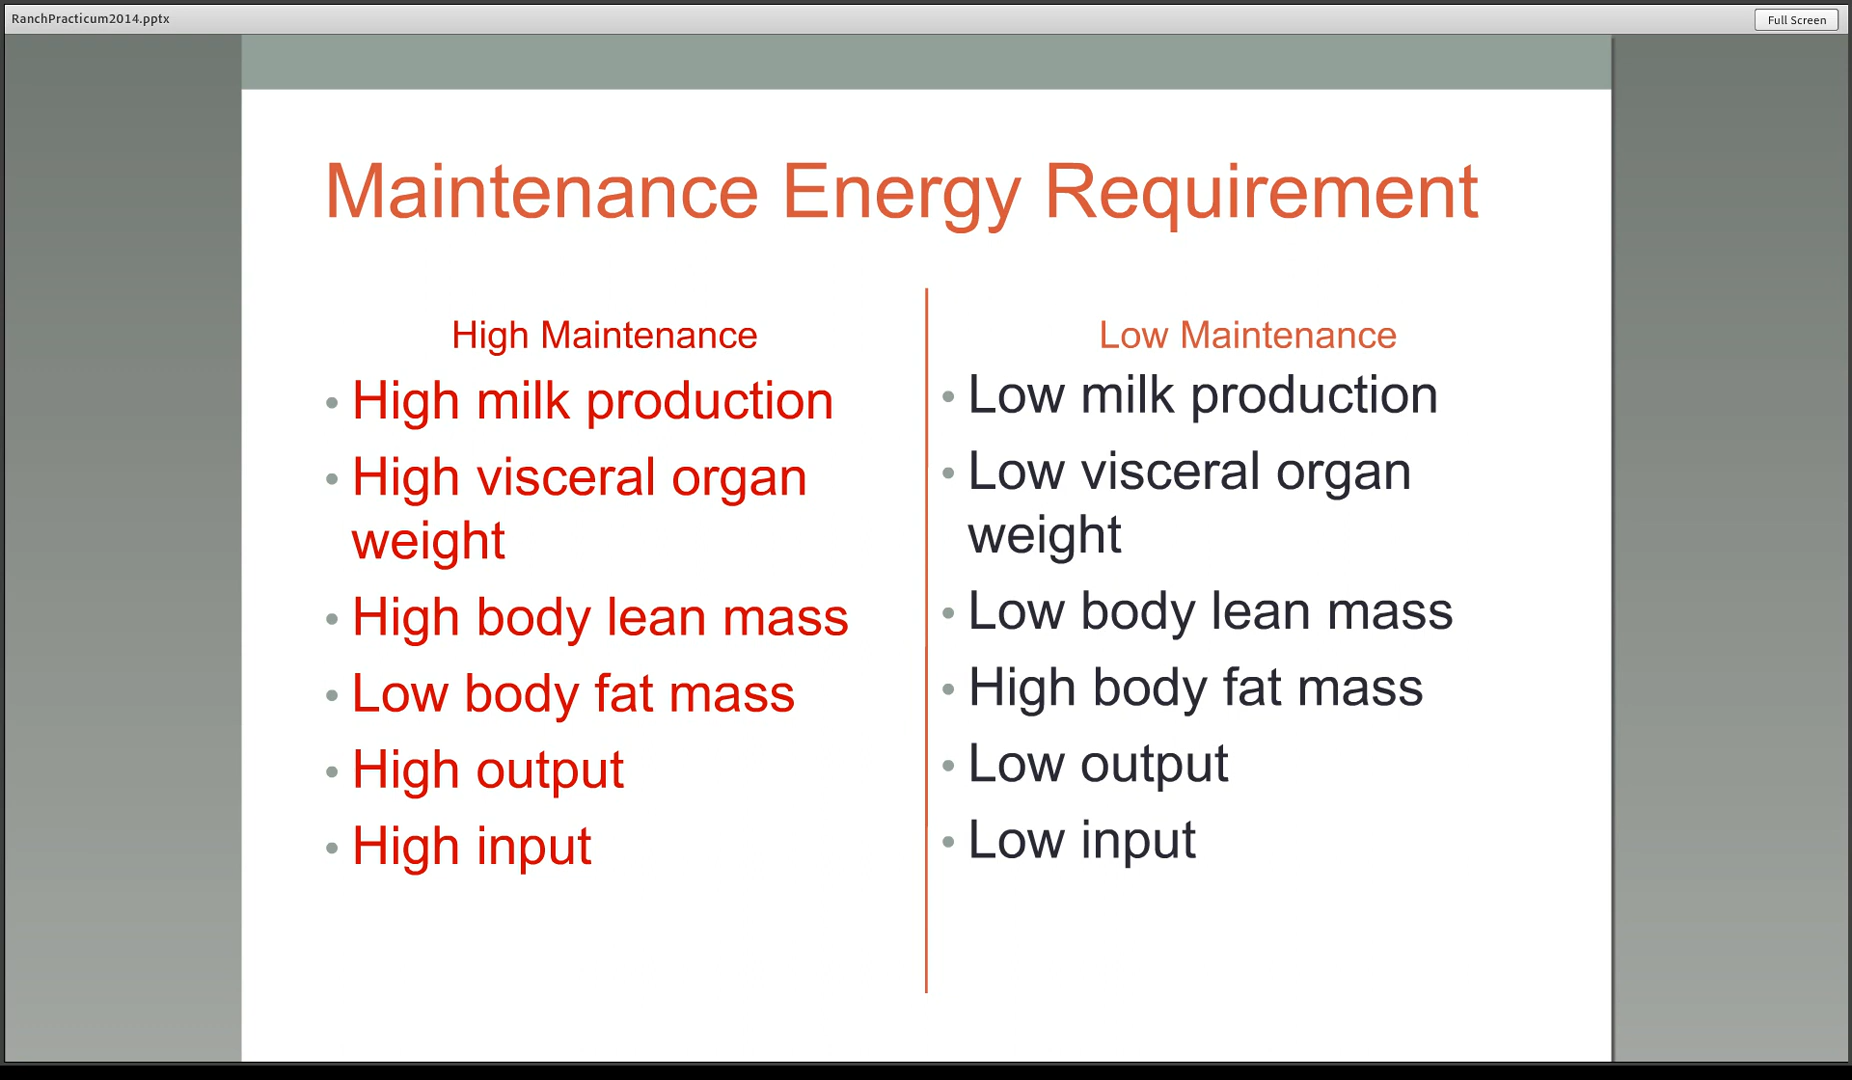 RanchPracticum2014.pptx
Full Screen
Maintenance Energy Requirement
High Maintenance
• High milk production
• High visceral organ
weight
• High body lean mass
• Low body fat mass
• High output
• High input
Low Maintenance
• Low milk production
• Low visceral organ
weight
• Low body lean mass
• High body fat mass
• Low output
• Low input